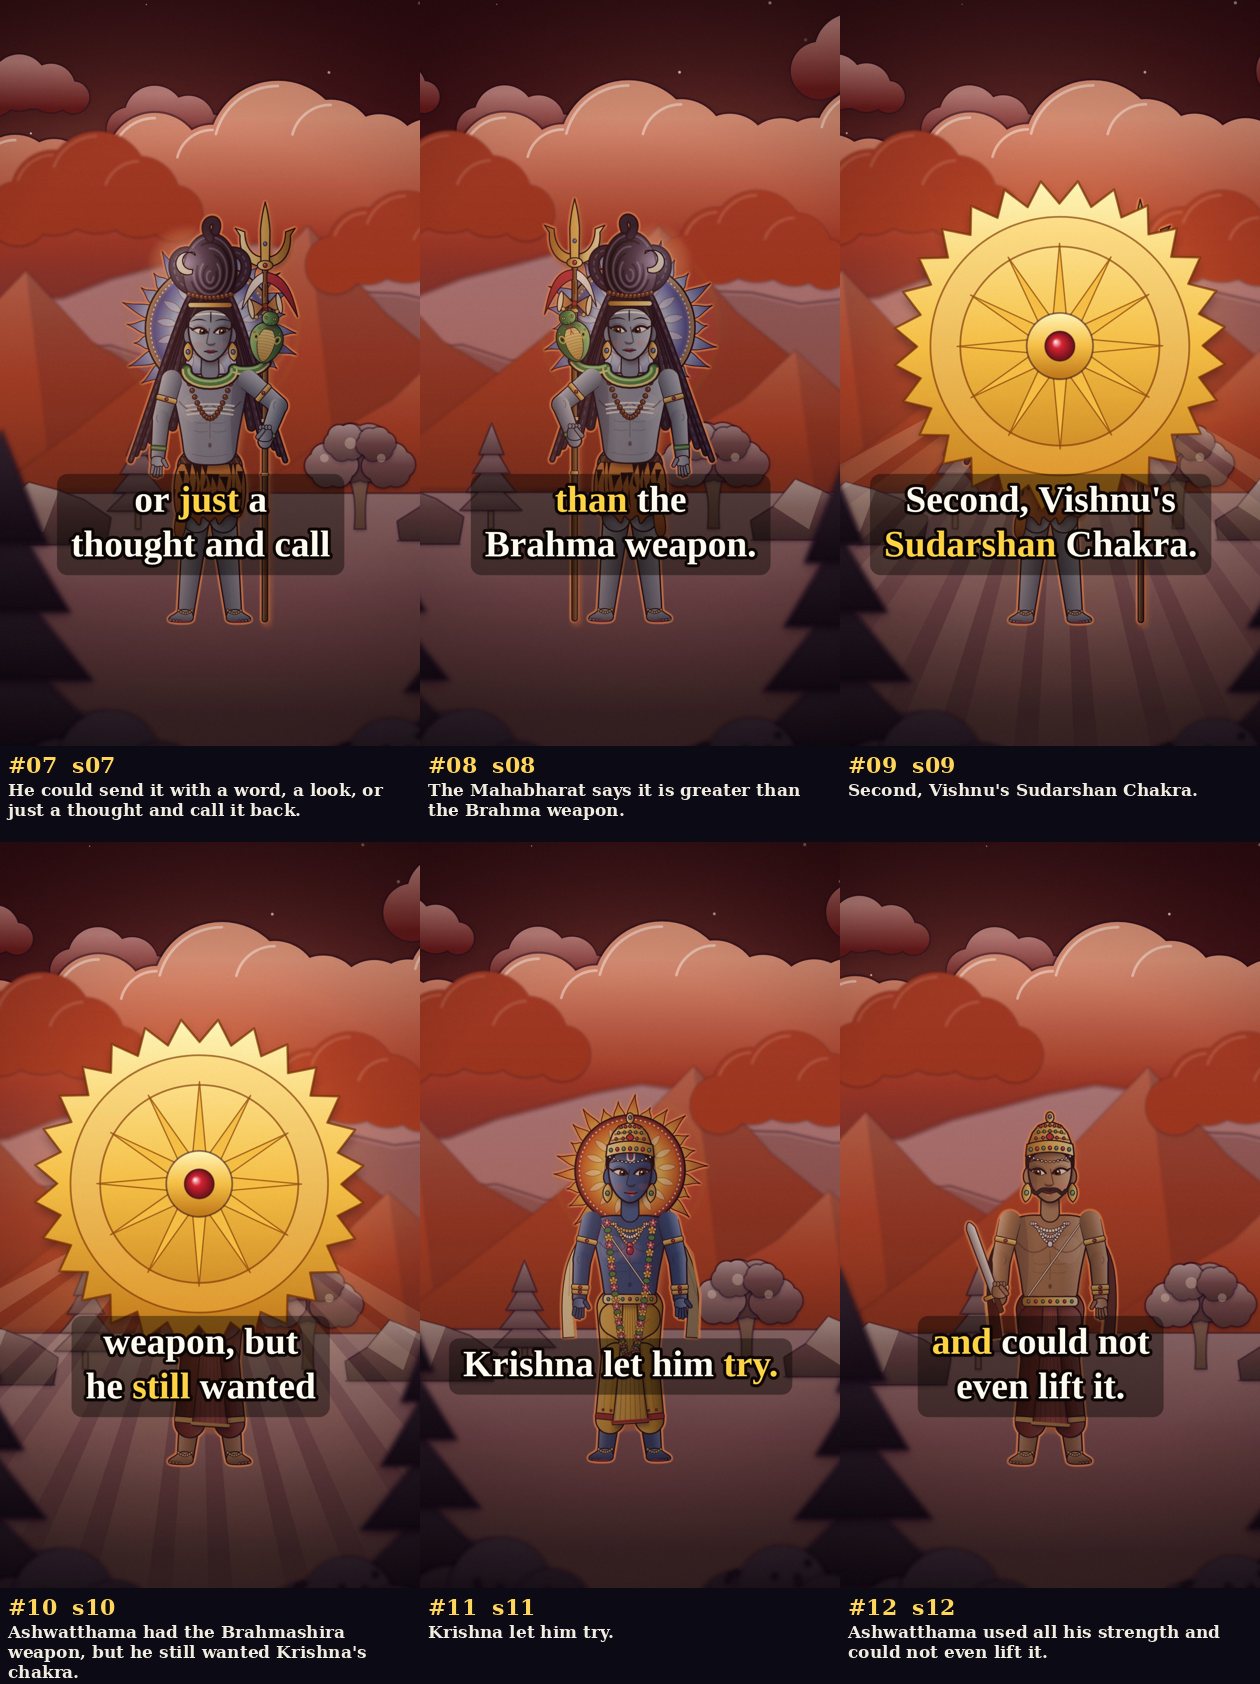 or just a
thought and call
than the
Brahma weapon.
Second, Vishnu's
Sudarshan Chakra.
#07 s07
He could send it with a word, a look, or
just a thought and call it back.
#08 s08
The Mahabharat says it is greater than
the Brahma weapon.
#09 s09
Second, Vishnu's Sudarshan Chakra.
weapon, but
he still wanted
Krishna let him try.
and could not
even lift it.
#10 s10
Ashwatthama had the Brahmashira
weapon, but he still wanted Krishna's
chakra.
#11 s11
Krishna let him try.
#12 s12
Ashwatthama used all his strength and
could not even lift it.